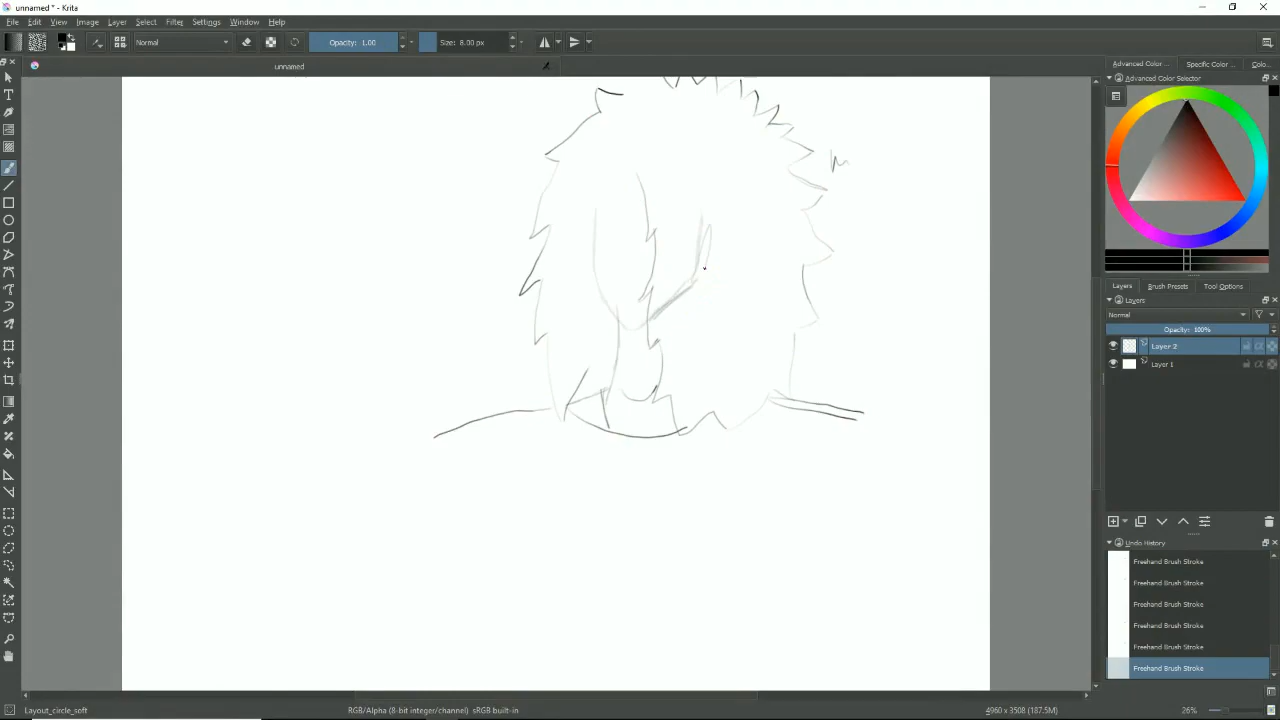 unnamed * - Krita
File Edit View Image Layer Select Filter Settings Window Help
Normal Opacity: 1.00 Size: 8.00 px
unnamed
Advanced Color ... Specific Color ... Colo...
Advanced Color Selector
Layers Brush Presets Tool Options
Layers
Normal
Opacity: 100%
Layer 2
Layer 1
Undo History
Freehand Brush Stroke
Freehand Brush Stroke
Freehand Brush Stroke
Freehand Brush Stroke
Freehand Brush Stroke
Freehand Brush Stroke
Layout_circle_soft RGB/Alpha (8-bit integer/channel) sRGB built-in 4960 x 3508 (187.5M) 26%